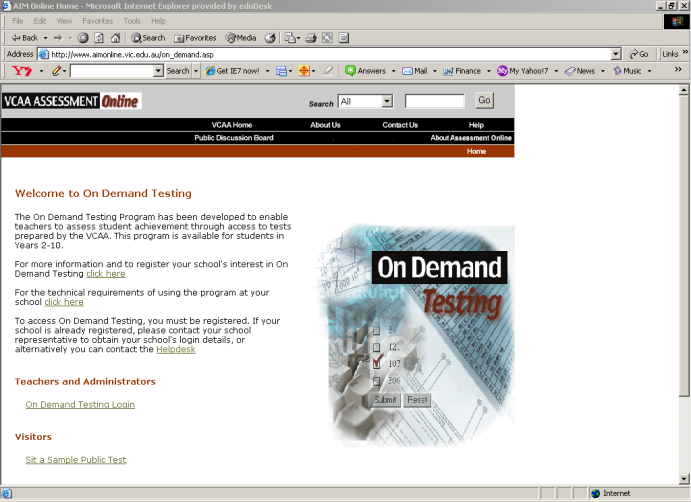 AIM Online Home - Microsoft Internet Explorer provided by eduDesk
File Edit View Favorites Tools Help
Back Search Favorites Media
Address http://www.aimonline.vic.edu.au/on_demand.asp Go Links »
Y7 Search Get IE7 now! Answers Mail Finance My Yahoo!7 News Music »
VCAA ASSESSMENT Online Search All Go
VCAA Home About Us Contact Us Help
Public Discussion Board About Assessment Online
Home
Welcome to On Demand Testing
The On Demand Testing Program has been developed to enable
teachers to assess student achievement through access to tests
prepared by the VCAA. This program is available for students in
Years 2-10.
For more information and to register your school's interest in On
Demand Testing click here
For the technical requirements of using the program at your
school click here
To access On Demand Testing, you must be registered. If your
school is already registered, please contact your school
representative to obtain your school's login details, or
alternatively you can contact the Helpdesk
Teachers and Administrators
On Demand Testing Login
Visitors
Sit a Sample Public Test
On Demand
Testing
12
107
306
Submit Reset
Internet